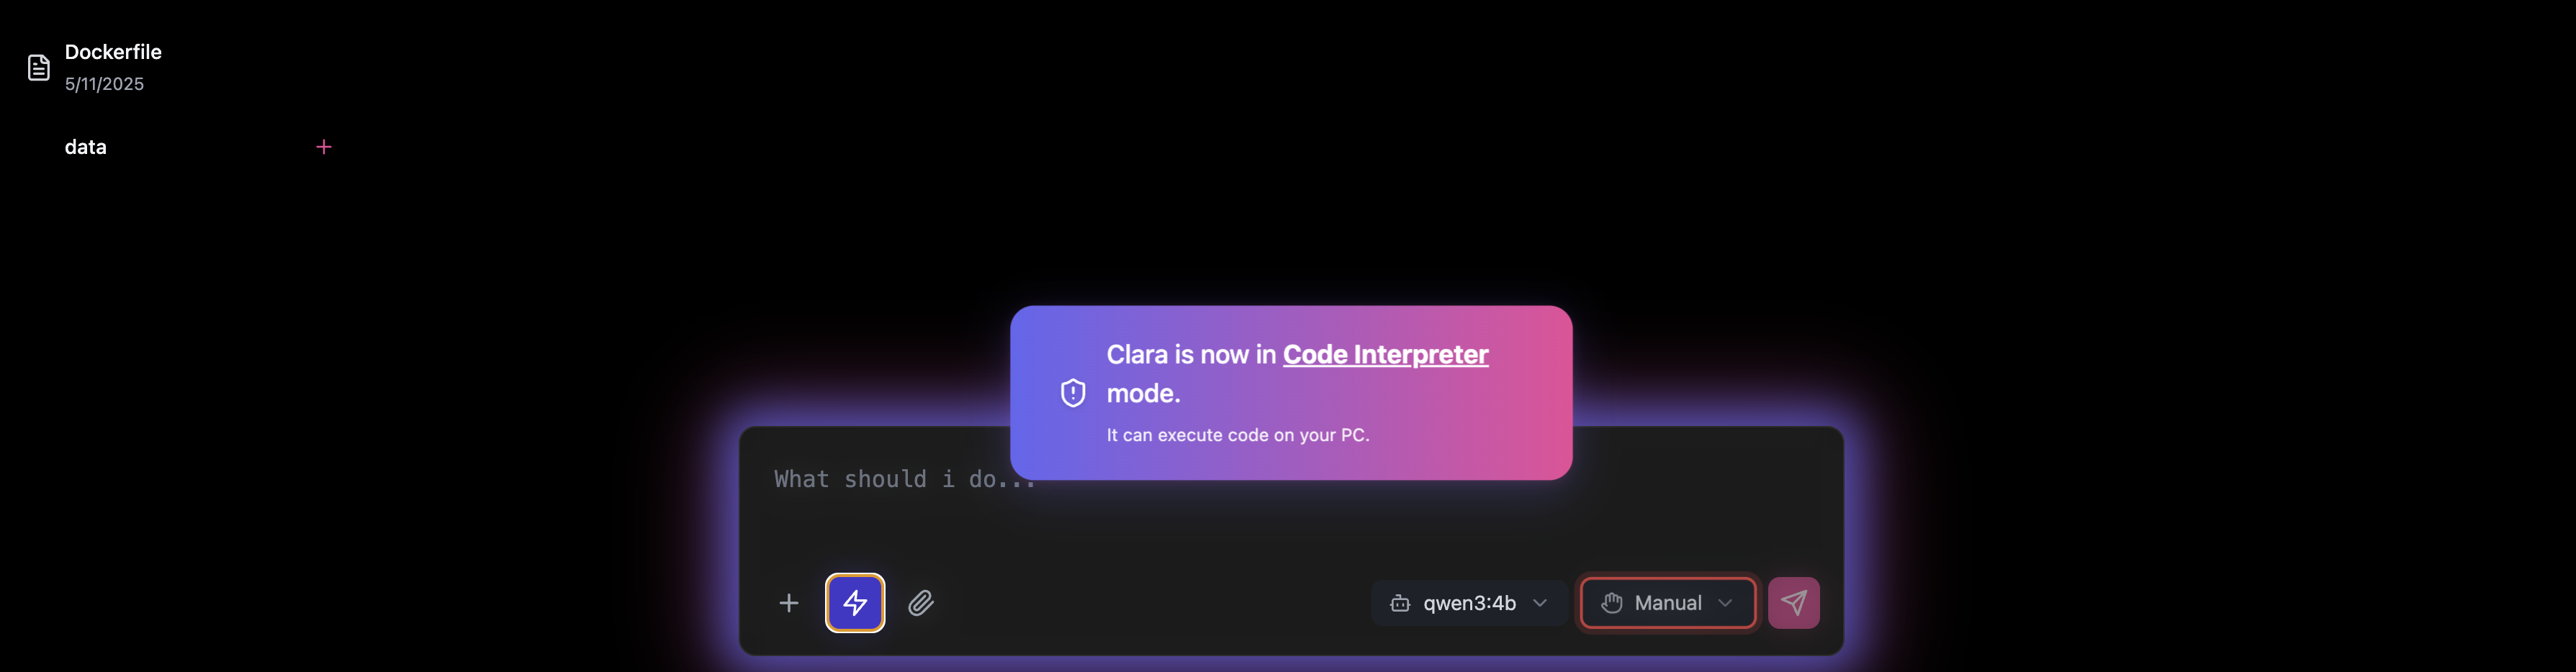 Dockerfile
5/11/2025
data
Clara is now in Code Interpreter
mode.
It can execute code on your PC.
What should i do...
qwen3:4b
Manual